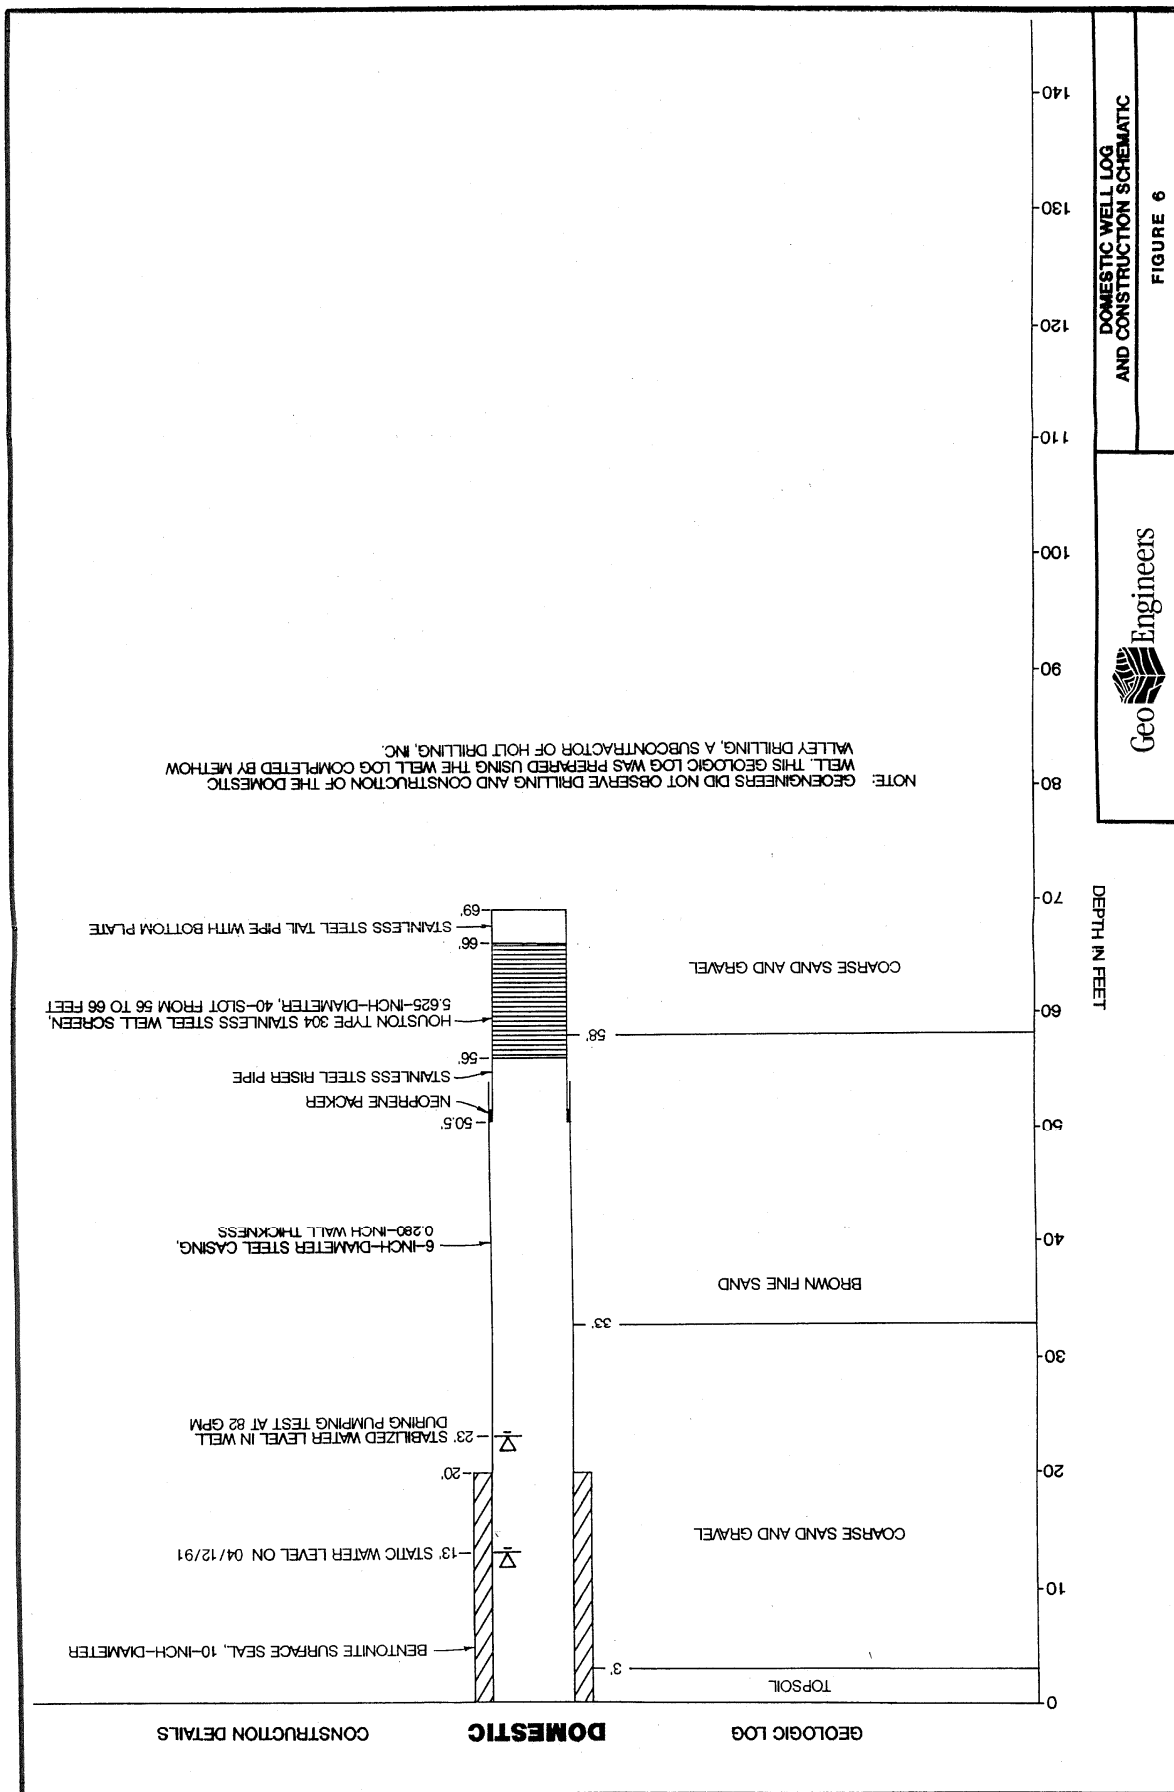 GEOLOGIC LOG
DOMESTIC
CONSTRUCTION DETAILS
DEPTH IN FEET
0
10
20
30
40
50
60
70
80
90
100
110
120
130
140
TOPSOIL
3'
COARSE SAND AND GRAVEL
33'
BROWN FINE SAND
58'
COARSE SAND AND GRAVEL
BENTONITE SURFACE SEAL, 10-INCH-DIAMETER
13' STATIC WATER LEVEL ON 04/12/91
20'
23' STABILIZED WATER LEVEL IN WELL
DURING PUMPING TEST AT 82 GPM
6-INCH-DIAMETER STEEL CASING,
0.280-INCH WALL THICKNESS
50.5'
NEOPRENE PACKER
STAINLESS STEEL RISER PIPE
56'
HOUSTON TYPE 304 STAINLESS STEEL WELL SCREEN,
5.625-INCH-DIAMETER, 40-SLOT FROM 56 TO 66 FEET
66'
STAINLESS STEEL TAIL PIPE WITH BOTTOM PLATE
69'
NOTE: GEOENGINEERS DID NOT OBSERVE DRILLING AND CONSTRUCTION OF THE DOMESTIC
WELL. THIS GEOLOGIC LOG WAS PREPARED USING THE WELL LOG COMPLETED BY METHOW
VALLEY DRILLING, A SUBCONTRACTOR OF HOLT DRILLING, INC.
Geo Engineers
DOMESTIC WELL LOG
AND CONSTRUCTION SCHEMATIC
FIGURE 6